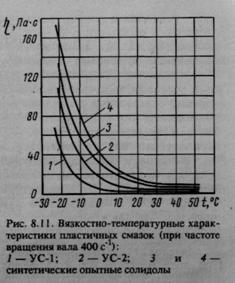 η, Па·с
160
120
80
40
0
4
3
2
1
-30 -20 -10 0 10 20 30 40 50 t,°C
Рис. 8.11. Вязкостно-температурные харак-
теристики пластичных смазок (при частоте
вращения вала 400 с⁻¹):
1 — УС-1; 2 — УС-2; 3 и 4 —
синтетические опытные солидолы